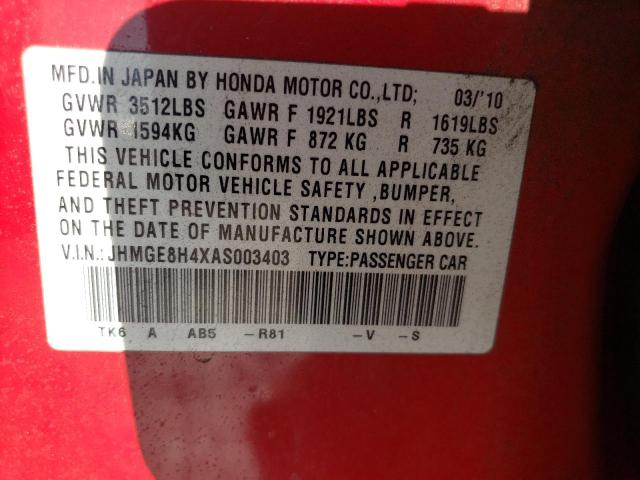 MFD.IN JAPAN BY HONDA MOTOR CO.,LTD; 03/'10
GVWR 3512LBS GAWR F 1921LBS R 1619LBS
GVWR 1594KG GAWR F 872 KG R 735 KG
THIS VEHICLE CONFORMS TO ALL APPLICABLE
FEDERAL MOTOR VEHICLE SAFETY ,BUMPER,
AND THEFT PREVENTION STANDARDS IN EFFECT
ON THE DATE OF MANUFACTURE SHOWN ABOVE.
V.I.N.:JHMGE8H4XAS003403 TYPE:PASSENGER CAR
TK6 A AB5 -R81 -V -S